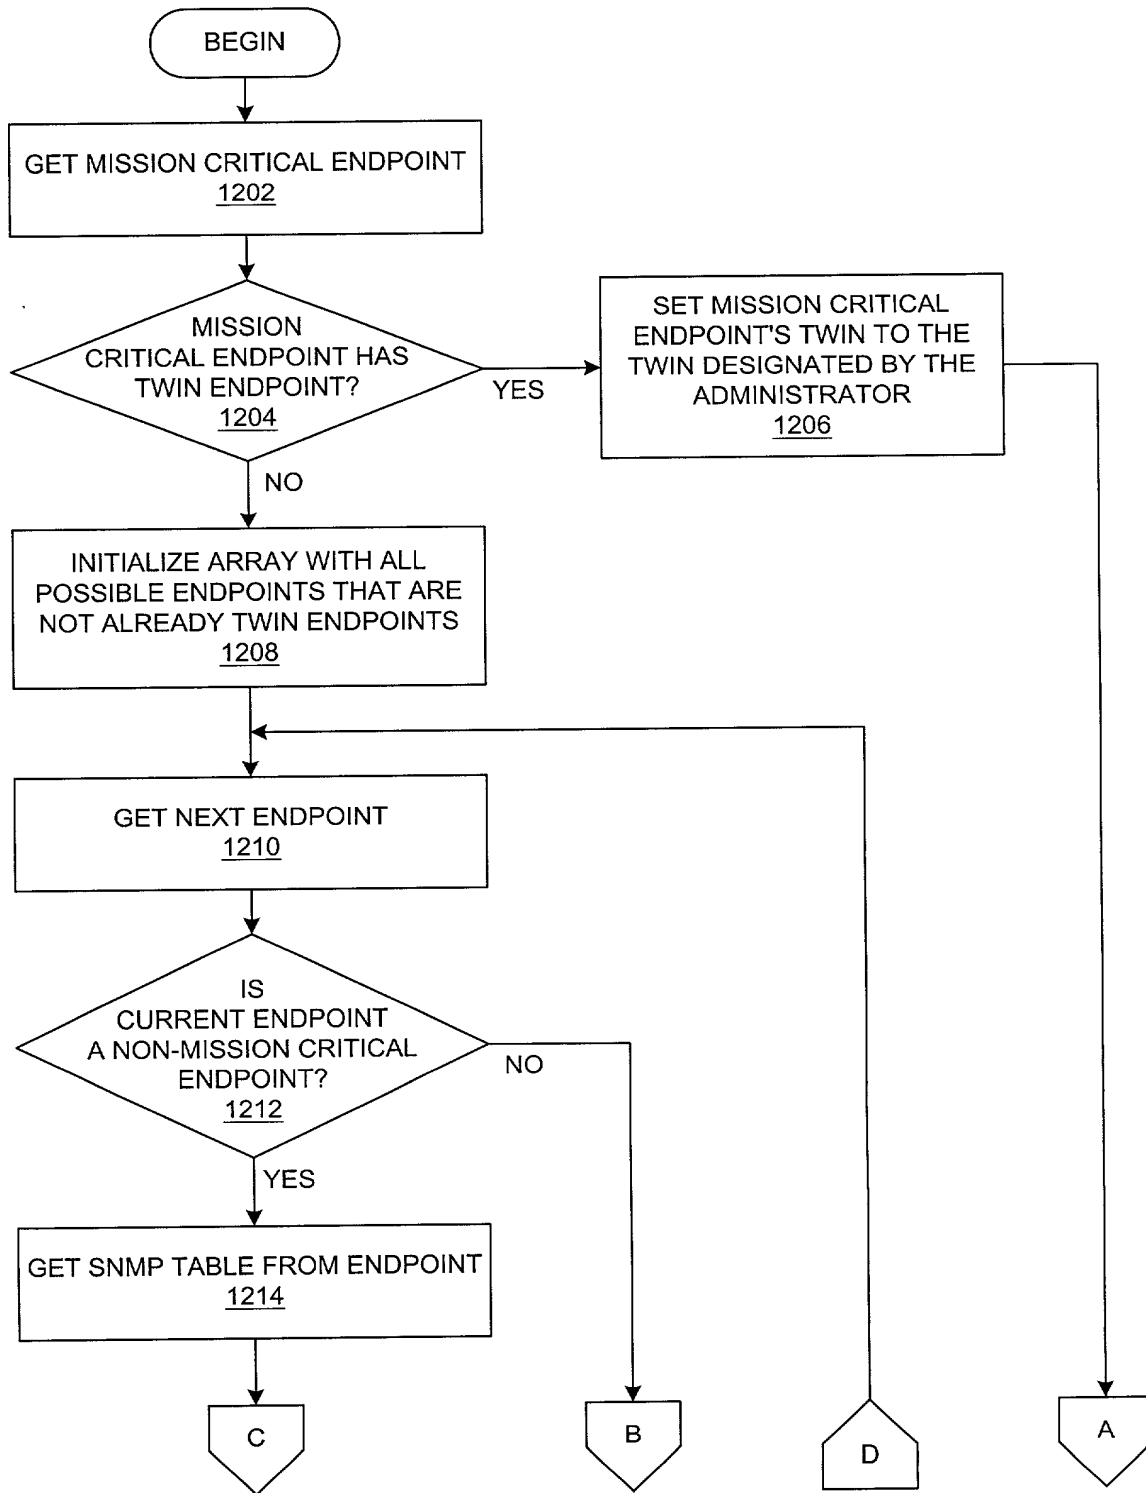 BEGIN
GET MISSION CRITICAL ENDPOINT
1202
MISSION
CRITICAL ENDPOINT HAS
TWIN ENDPOINT?
1204
YES
SET MISSION CRITICAL
ENDPOINT'S TWIN TO THE
TWIN DESIGNATED BY THE
ADMINISTRATOR
1206
NO
INITIALIZE ARRAY WITH ALL
POSSIBLE ENDPOINTS THAT ARE
NOT ALREADY TWIN ENDPOINTS
1208
GET NEXT ENDPOINT
1210
IS
CURRENT ENDPOINT
A NON-MISSION CRITICAL
ENDPOINT?
1212
NO
YES
GET SNMP TABLE FROM ENDPOINT
1214
C
B
D
A